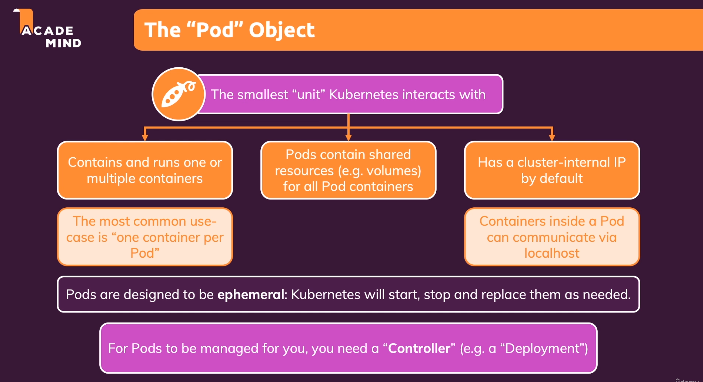 ACADE
MIND
The “Pod” Object
The smallest “unit” Kubernetes interacts with
Contains and runs one or
multiple containers
Pods contain shared
resources (e.g. volumes)
for all Pod containers
Has a cluster-internal IP
by default
The most common use-
case is “one container per
Pod”
Containers inside a Pod
can communicate via
localhost
Pods are designed to be ephemeral: Kubernetes will start, stop and replace them as needed.
For Pods to be managed for you, you need a “Controller” (e.g. a “Deployment”)